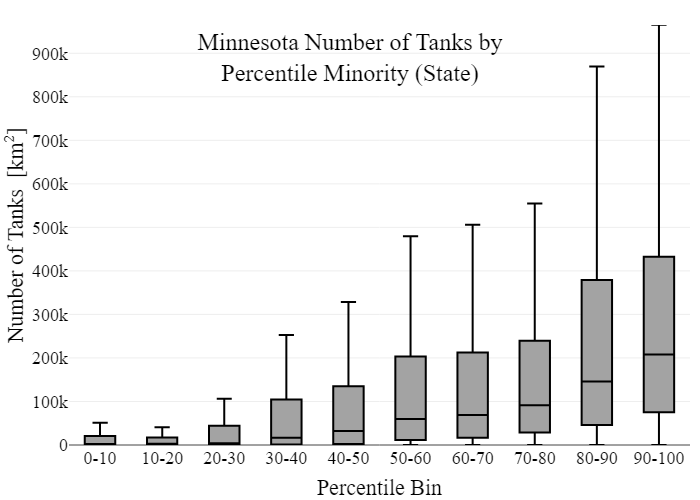 Minnesota Number of Tanks by
Percentile Minority (State)
Number of Tanks [km²]
900k
800k
700k
600k
500k
400k
300k
200k
100k
0
0-10 10-20 20-30 30-40 40-50 50-60 60-70 70-80 80-90 90-100
Percentile Bin